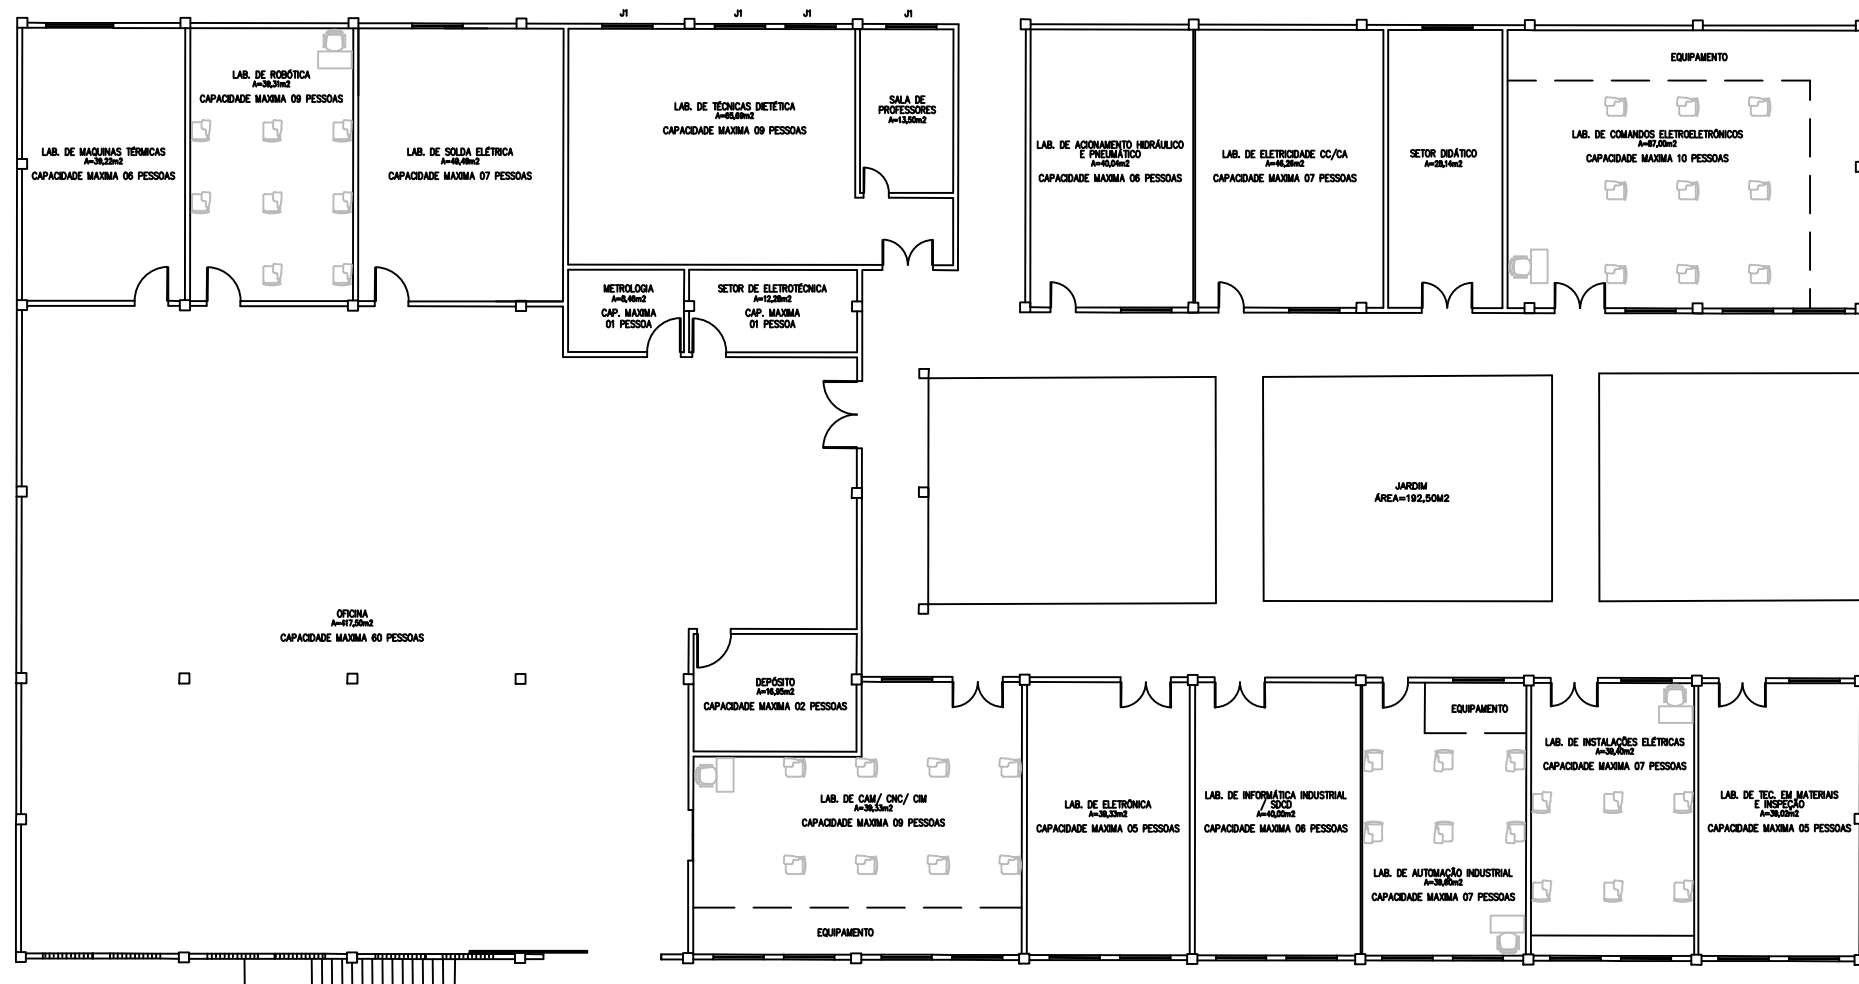 J1
J1
J1
J1
LAB. DE MAQUINAS TÉRMICAS
A=39,22m2
CAPACIDADE MAXIMA 06 PESSOAS
LAB. DE ROBÓTICA
A=39,31m2
CAPACIDADE MAXIMA 09 PESSOAS
LAB. DE SOLDA ELÉTRICA
A=49,49m2
CAPACIDADE MAXIMA 07 PESSOAS
LAB. DE TÉCNICAS DIETÉTICA
A=65,69m2
CAPACIDADE MAXIMA 09 PESSOAS
SALA DE
PROFESSORES
A=13,50m2
LAB. DE ACIONAMENTO HIDRÁULICO
E PNEUMÁTICO
A=40,04m2
CAPACIDADE MAXIMA 06 PESSOAS
LAB. DE ELETRICIDADE CC/CA
A=46,26m2
CAPACIDADE MAXIMA 07 PESSOAS
SETOR DIDÁTICO
A=28,14m2
EQUIPAMENTO
LAB. DE COMANDOS ELETROELETRÔNICOS
A=67,00m2
CAPACIDADE MAXIMA 10 PESSOAS
METROLOGIA
A=8,46m2
CAP. MAXIMA
01 PESSOA
SETOR DE ELETROTÉCNICA
A=12,28m2
CAP. MAXIMA
01 PESSOA
JARDIM
ÁREA=192,50M2
OFICINA
A=417,50m2
CAPACIDADE MAXIMA 60 PESSOAS
DEPÓSITO
A=16,95m2
CAPACIDADE MAXIMA 02 PESSOAS
LAB. DE CAM/ CNC/ CIM
A=39,33m2
CAPACIDADE MAXIMA 09 PESSOAS
EQUIPAMENTO
LAB. DE ELETRÔNICA
A=39,33m2
CAPACIDADE MAXIMA 05 PESSOAS
LAB. DE INFORMÁTICA INDUSTRIAL
/ SDCD
A=40,00m2
CAPACIDADE MAXIMA 06 PESSOAS
EQUIPAMENTO
LAB. DE AUTOMAÇÃO INDUSTRIAL
A=39,60m2
CAPACIDADE MAXIMA 07 PESSOAS
LAB. DE INSTALAÇÕES ELÉTRICAS
A=39,40m2
CAPACIDADE MAXIMA 07 PESSOAS
LAB. DE TEC. EM MATERIAIS
E INSPEÇÃO
A=39,02m2
CAPACIDADE MAXIMA 05 PESSOAS